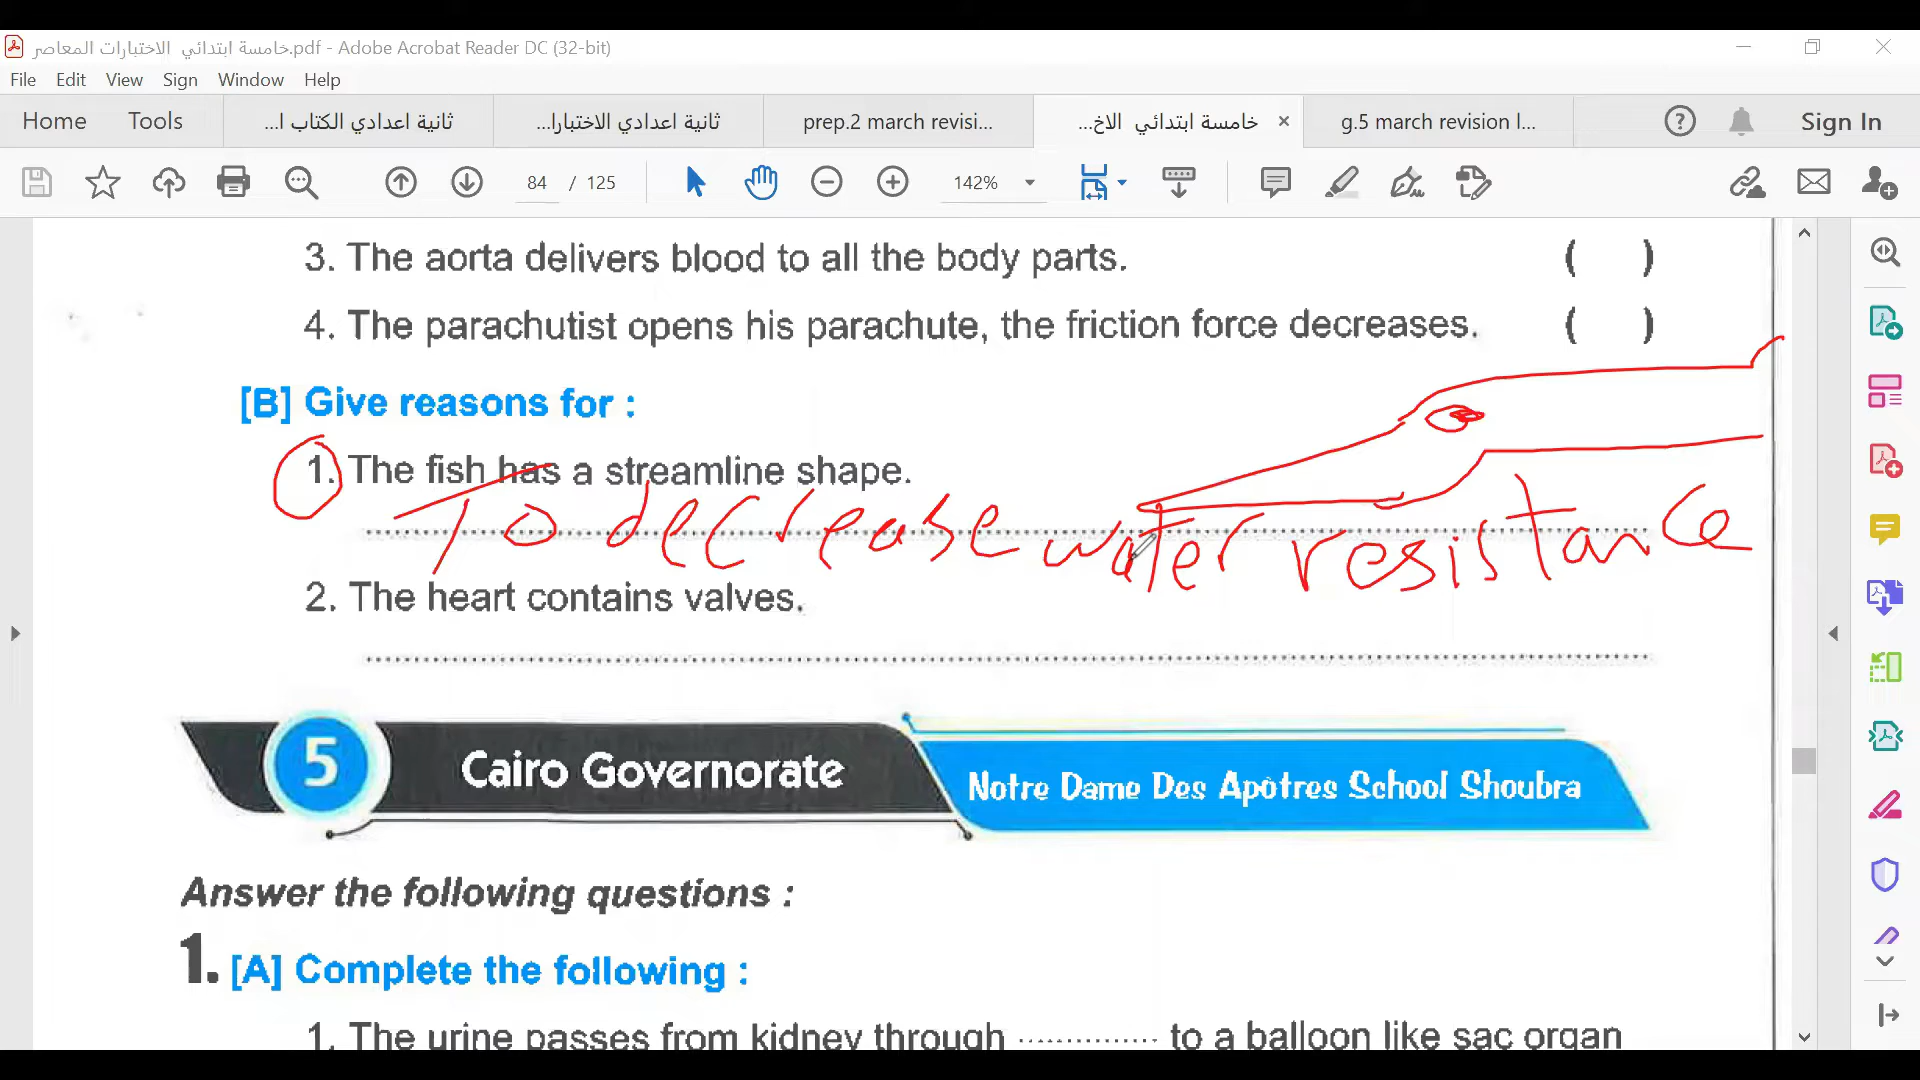 خامسة ابتدائي الاختبارات المعاصر.pdf - Adobe Acrobat Reader DC (32-bit)
File Edit View Sign Window Help
Home Tools ثانية اعدادي الكتاب ا... ثانية اعدادي الاختبارا... prep.2 march revisi... خامسة ابتدائي الاخ... × g.5 march revision l... Sign In
84 / 125 142%
3. The aorta delivers blood to all the body parts. ( )
4. The parachutist opens his parachute, the friction force decreases. ( )
[B] Give reasons for :
1. The fish has a streamline shape.
To decrease water resistance
2. The heart contains valves.
5 Cairo Governorate Notre Dame Des Apôtres School Shoubra
Answer the following questions :
1. [A] Complete the following :
1. The urine passes from kidney through ............ to a balloon like sac organ